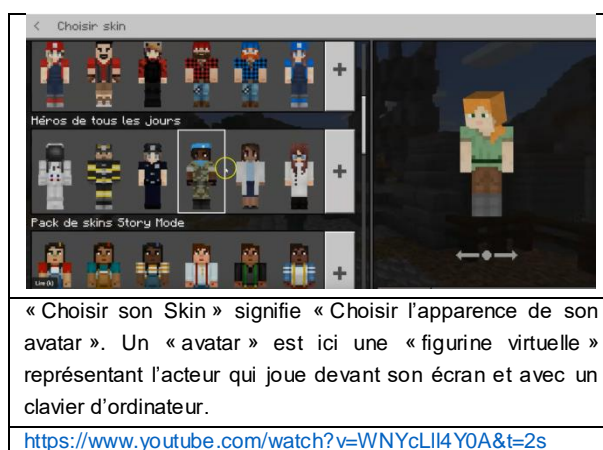 < Choisir skin
Héros de tous les jours
Pack de skins Story Mode
Lire (k)
« Choisir son Skin » signifie « Choisir l'apparence de son
avatar ». Un « avatar » est ici une « figurine virtuelle »
représentant l'acteur qui joue devant son écran et avec un
clavier d'ordinateur.
https://www.youtube.com/watch?v=WNYcLlI4Y0A&t=2s